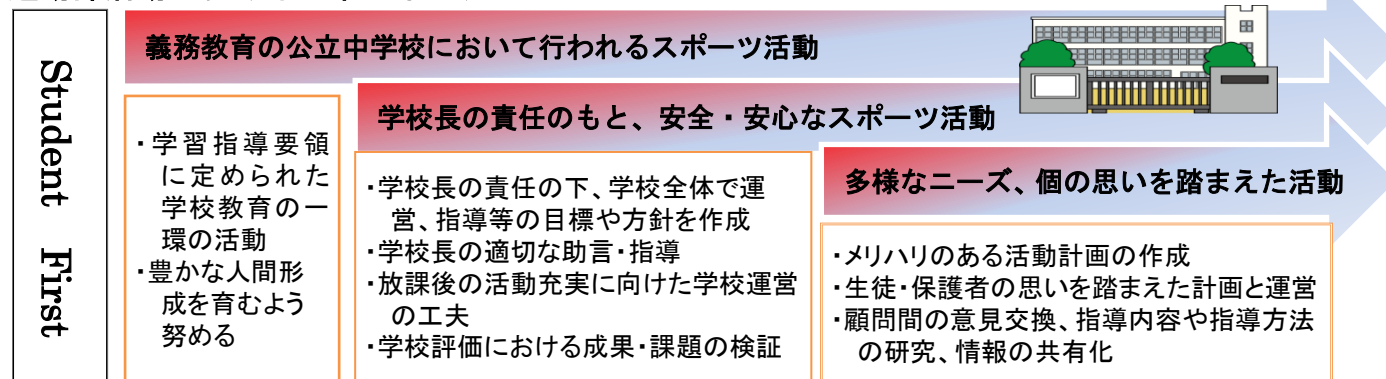 Student First
義務教育の公立中学校において行われるスポーツ活動
・学習指導要領
に定められた
学校教育の一
環の活動
・豊かな人間形
成を育むよう
努める
学校長の責任のもと、安全・安心なスポーツ活動
・学校長の責任の下、学校全体で運
営、指導等の目標や方針を作成
・学校長の適切な助言・指導
・放課後の活動充実に向けた学校運営
の工夫
・学校評価における成果・課題の検証
多様なニーズ、個の思いを踏まえた活動
・メリハリのある活動計画の作成
・生徒・保護者の思いを踏まえた計画と運営
・顧問間の意見交換、指導内容や指導方法
の研究、情報の共有化